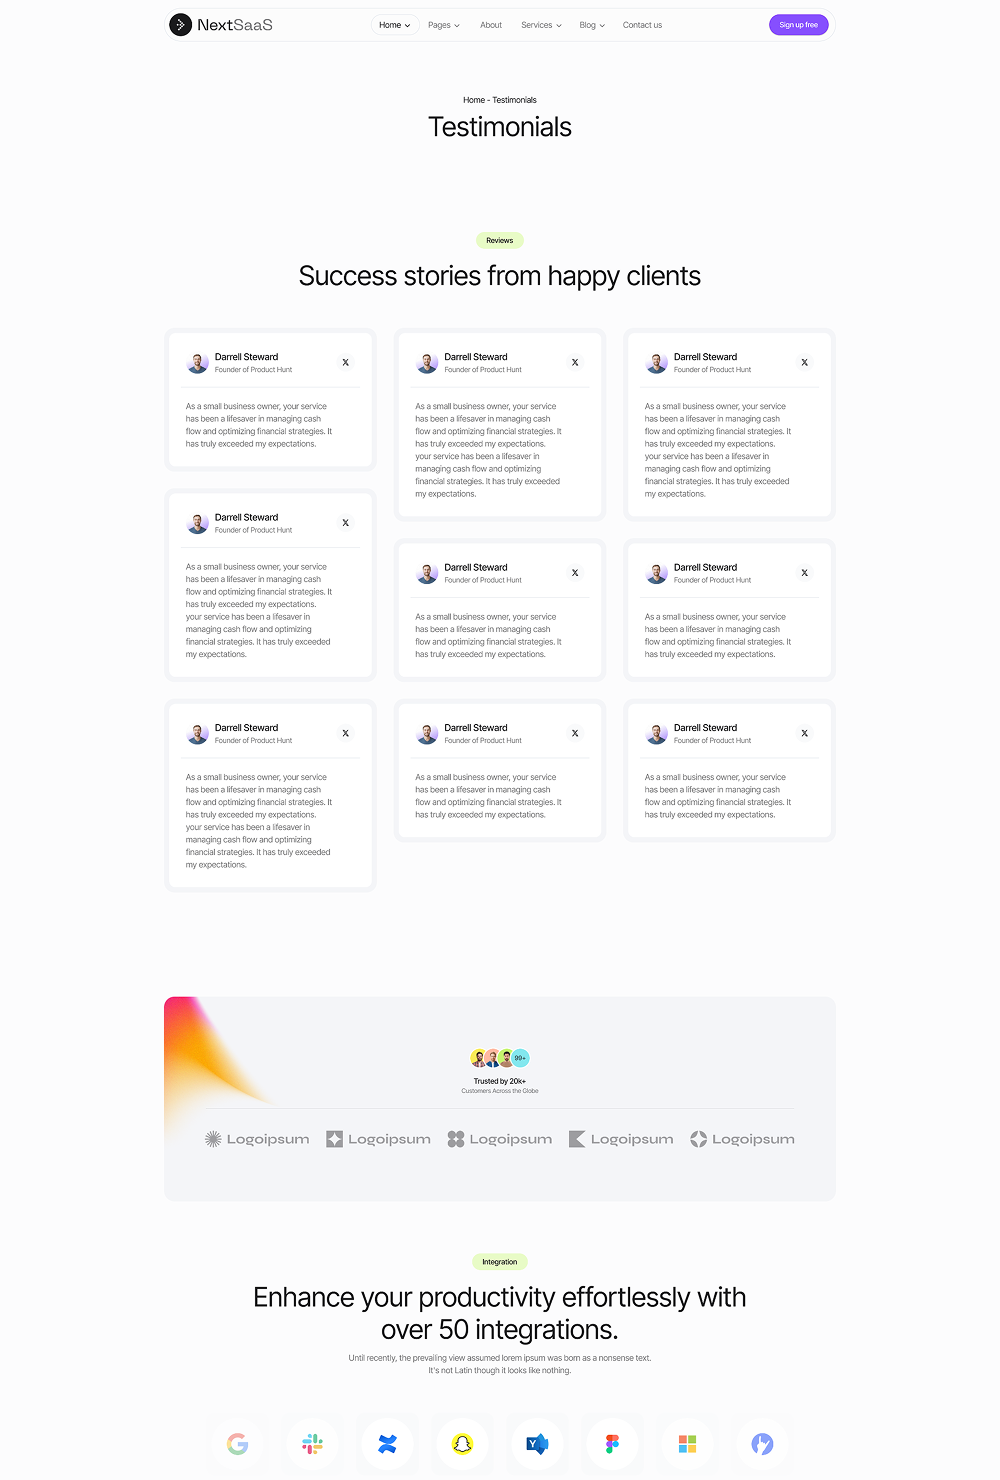 NextSaaS
Home
Pages
About
Services
Blog
Contact us
Sign up free
Home - Testimonials
Testimonials
Reviews
Success stories from happy clients
Darrell Steward
Founder of Product Hunt
As a small business owner, your service
has been a lifesaver in managing cash
flow and optimizing financial strategies. It
has truly exceeded my expectations.
Darrell Steward
Founder of Product Hunt
As a small business owner, your service
has been a lifesaver in managing cash
flow and optimizing financial strategies. It
has truly exceeded my expectations.
your service has been a lifesaver in
managing cash flow and optimizing
financial strategies. It has truly exceeded
my expectations.
Darrell Steward
Founder of Product Hunt
As a small business owner, your service
has been a lifesaver in managing cash
flow and optimizing financial strategies. It
has truly exceeded my expectations.
your service has been a lifesaver in
managing cash flow and optimizing
financial strategies. It has truly exceeded
my expectations.
Darrell Steward
Founder of Product Hunt
As a small business owner, your service
has been a lifesaver in managing cash
flow and optimizing financial strategies. It
has truly exceeded my expectations.
your service has been a lifesaver in
managing cash flow and optimizing
financial strategies. It has truly exceeded
my expectations.
Darrell Steward
Founder of Product Hunt
As a small business owner, your service
has been a lifesaver in managing cash
flow and optimizing financial strategies. It
has truly exceeded my expectations.
Darrell Steward
Founder of Product Hunt
As a small business owner, your service
has been a lifesaver in managing cash
flow and optimizing financial strategies. It
has truly exceeded my expectations.
Darrell Steward
Founder of Product Hunt
As a small business owner, your service
has been a lifesaver in managing cash
flow and optimizing financial strategies. It
has truly exceeded my expectations.
your service has been a lifesaver in
managing cash flow and optimizing
financial strategies. It has truly exceeded
my expectations.
Darrell Steward
Founder of Product Hunt
As a small business owner, your service
has been a lifesaver in managing cash
flow and optimizing financial strategies. It
has truly exceeded my expectations.
Darrell Steward
Founder of Product Hunt
As a small business owner, your service
has been a lifesaver in managing cash
flow and optimizing financial strategies. It
has truly exceeded my expectations.
99+
Trusted by 20k+
Customers Across the Globe
Logoipsum
Logoipsum
Logoipsum
Logoipsum
Logoipsum
Integration
Enhance your productivity effortlessly with
over 50 integrations.
Until recently, the prevailing view assumed lorem ipsum was born as a nonsense text.
It's not Latin though it looks like nothing.